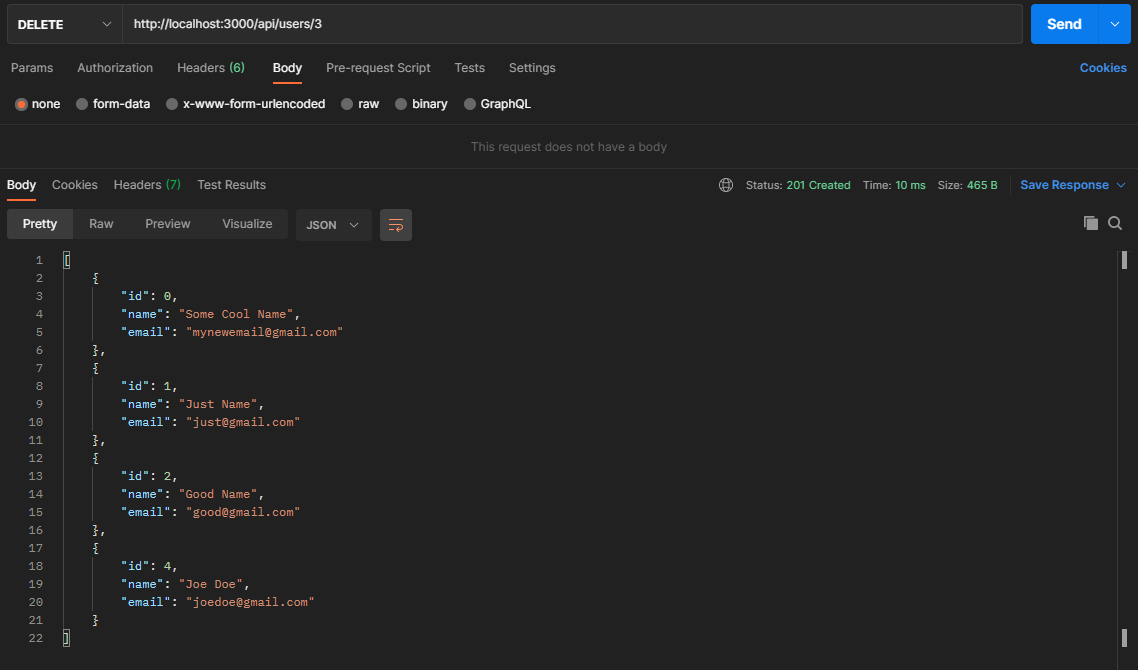 DELETE http://localhost:3000/api/users/3 Send
Params Authorization Headers (6) Body Pre-request Script Tests Settings Cookies
none form-data x-www-form-urlencoded raw binary GraphQL
This request does not have a body
Body Cookies Headers (7) Test Results Status: 201 Created Time: 10 ms Size: 465 B Save Response
Pretty Raw Preview Visualize JSON
1 [
2 {
3 "id": 0,
4 "name": "Some Cool Name",
5 "email": "mynewemail@gmail.com"
6 },
7 {
8 "id": 1,
9 "name": "Just Name",
10 "email": "just@gmail.com"
11 },
12 {
13 "id": 2,
14 "name": "Good Name",
15 "email": "good@gmail.com"
16 },
17 {
18 "id": 4,
19 "name": "Joe Doe",
20 "email": "joedoe@gmail.com"
21 }
22 ]